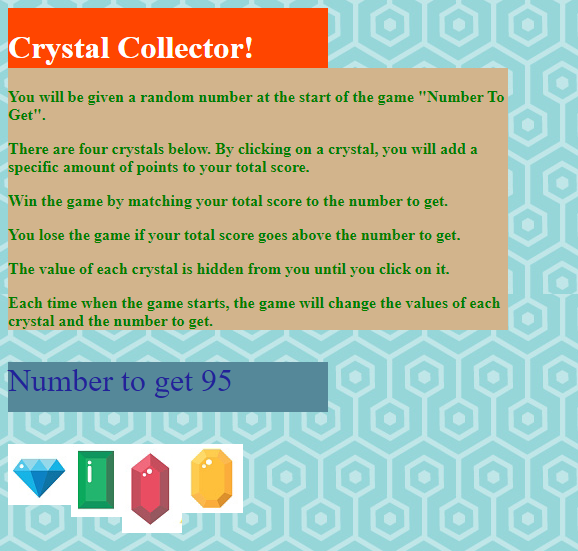 Crystal Collector!
You will be given a random number at the start of the game "Number To
Get".
There are four crystals below. By clicking on a crystal, you will add a
specific amount of points to your total score.
Win the game by matching your total score to the number to get.
You lose the game if your total score goes above the number to get.
The value of each crystal is hidden from you until you click on it.
Each time when the game starts, the game will change the values of each
crystal and the number to get.
Number to get 95